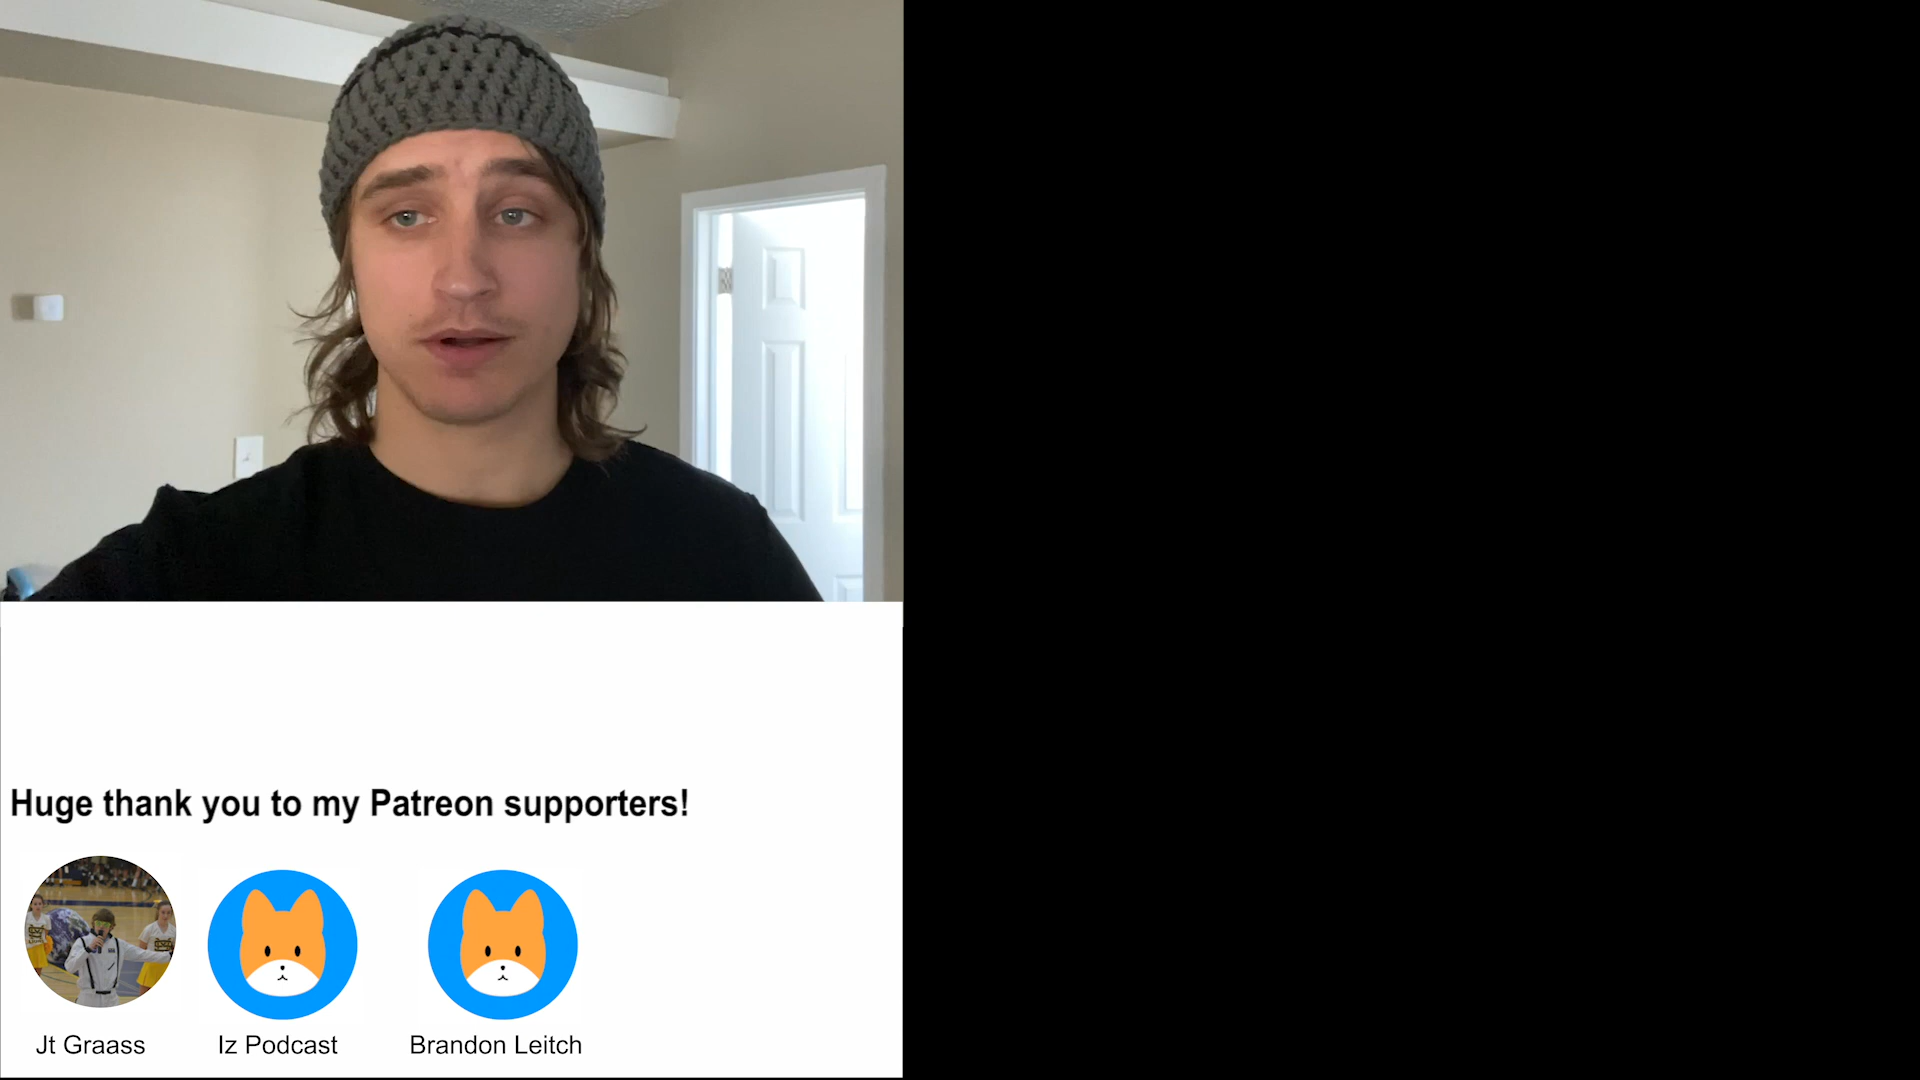 Huge thank you to my Patreon supporters!
Jt Graass
Iz Podcast
Brandon Leitch